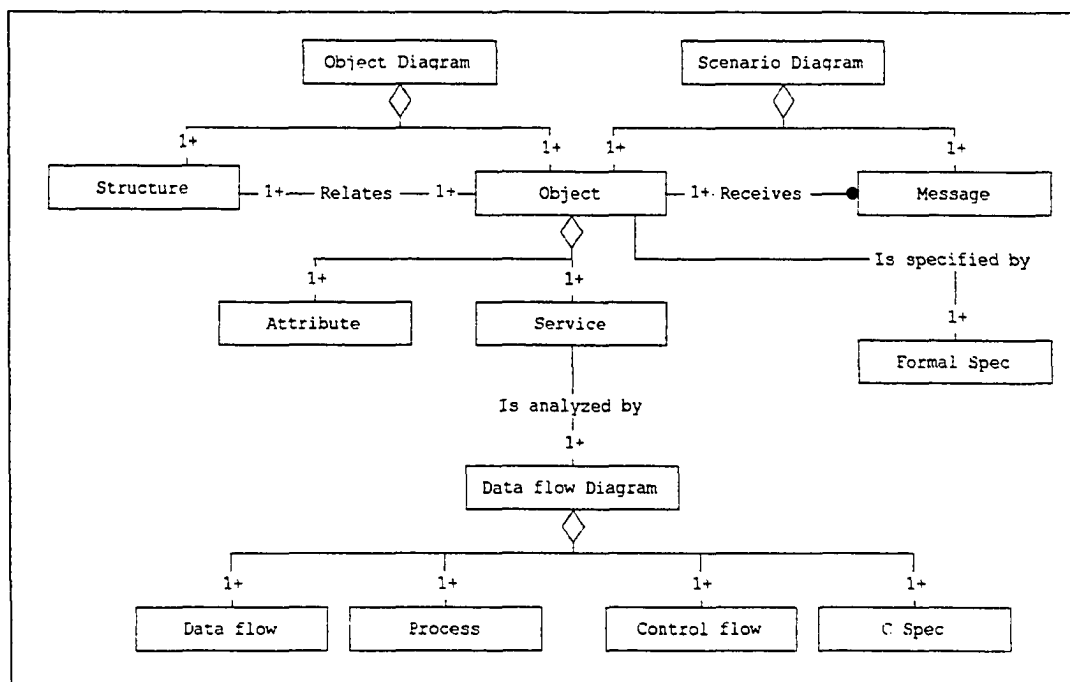 Object Diagram
Scenario Diagram
1+
1+
1+
1+
Structure
1+ Relates 1+
Object
1+ Receives
Message
Is specified by
1+
1+
1+
Attribute
Service
Formal Spec
Is analyzed by
1+
Data flow Diagram
1+
1+
1+
1+
Data flow
Process
Control flow
C Spec